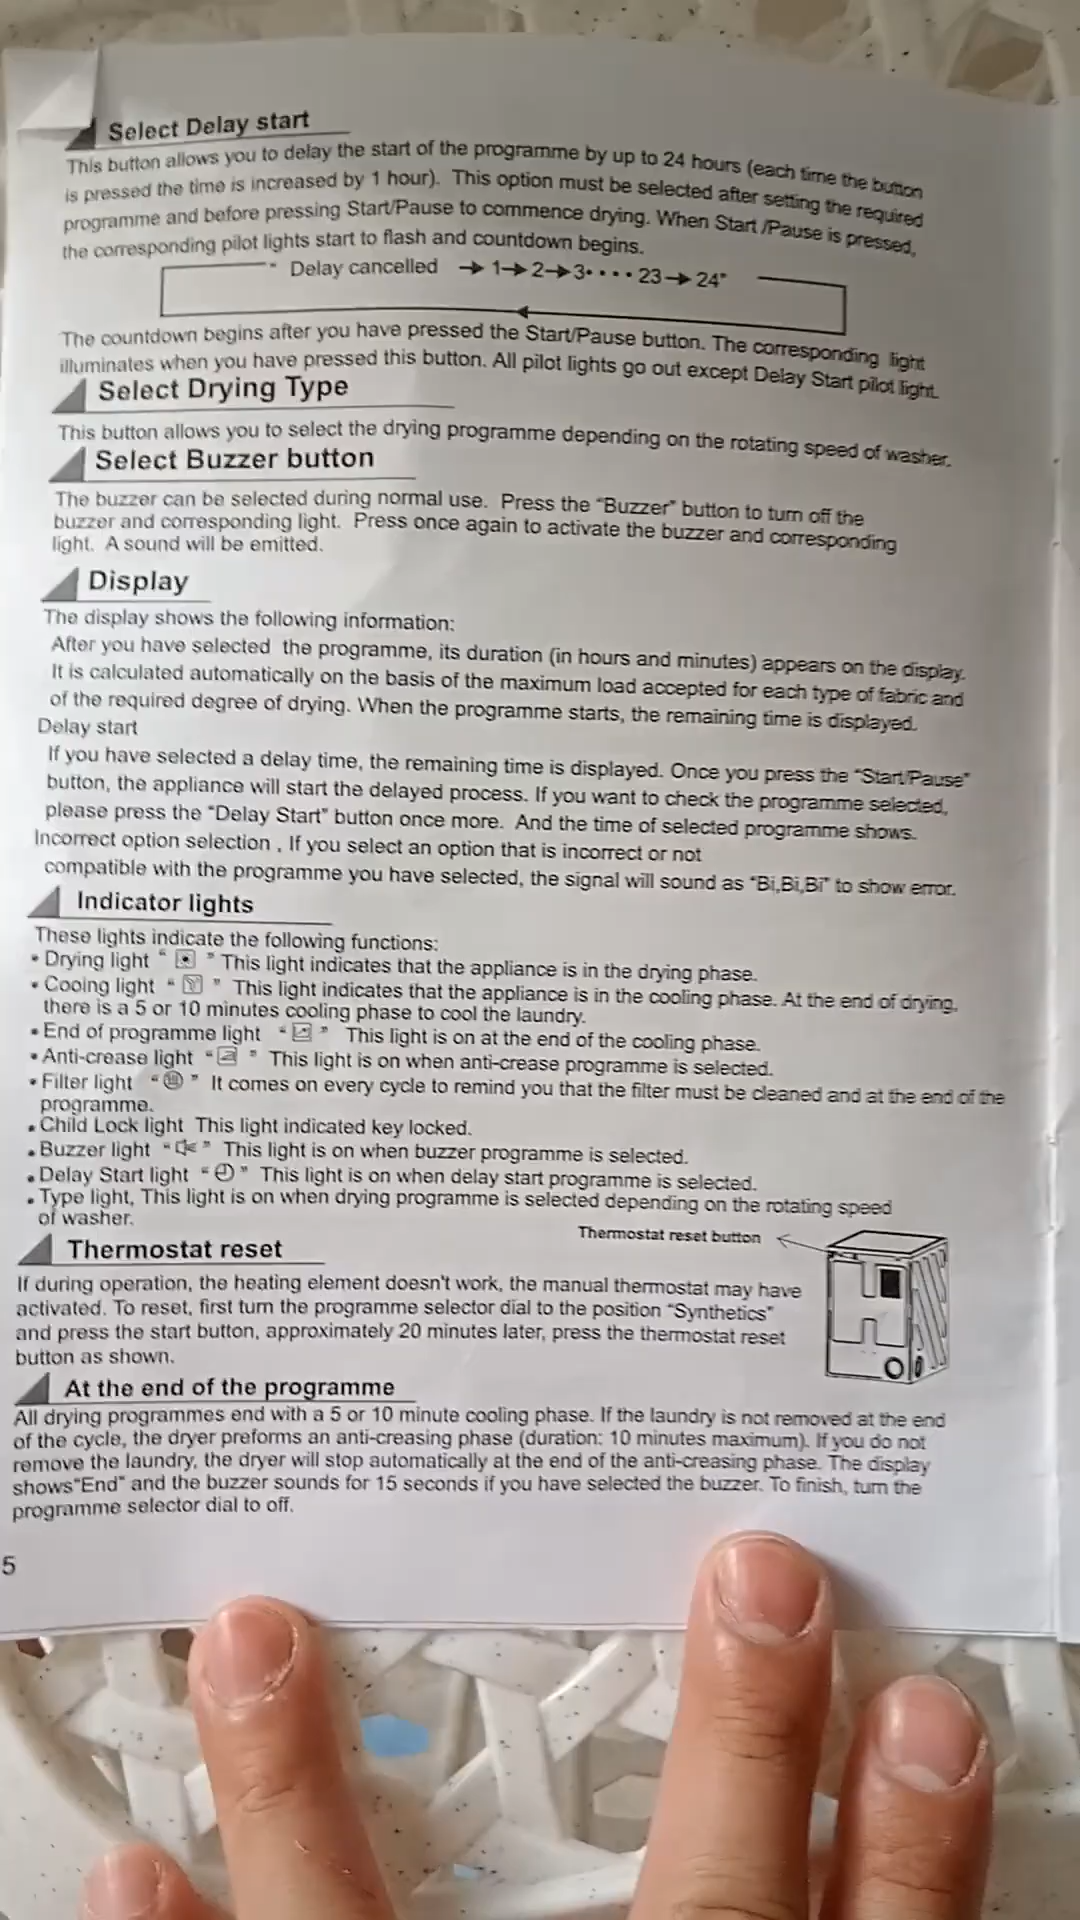 Select Delay start
This button allows you to delay the start of the programme by up to 24 hours (each time the button
is pressed the time is increased by 1 hour). This option must be selected after setting the required
programme and before pressing Start/Pause to commence drying. When Start /Pause is pressed,
the corresponding pilot lights start to flash and countdown begins.
" Delay cancelled → 1→2→3• • • • 23→24"
The countdown begins after you have pressed the Start/Pause button. The corresponding light
illuminates when you have pressed this button. All pilot lights go out except Delay Start pilot light.
Select Drying Type
This button allows you to select the drying programme depending on the rotating speed of washer.
Select Buzzer button
The buzzer can be selected during normal use. Press the "Buzzer" button to turn off the
buzzer and corresponding light. Press once again to activate the buzzer and corresponding
light. A sound will be emitted.
Display
The display shows the following information:
After you have selected the programme, its duration (in hours and minutes) appears on the display.
It is calculated automatically on the basis of the maximum load accepted for each type of fabric and
of the required degree of drying. When the programme starts, the remaining time is displayed.
Delay start
If you have selected a delay time, the remaining time is displayed. Once you press the "Start/Pause"
button, the appliance will start the delayed process. If you want to check the programme selected,
please press the "Delay Start" button once more. And the time of selected programme shows.
Incorrect option selection . If you select an option that is incorrect or not
compatible with the programme you have selected, the signal will sound as "Bi,Bi,Bi" to show error.
Indicator lights
These lights indicate the following functions:
• Drying light " " This light indicates that the appliance is in the drying phase.
• Cooing light " " This light indicates that the appliance is in the cooling phase. At the end of drying,
there is a 5 or 10 minutes cooling phase to cool the laundry.
• End of programme light " " This light is on at the end of the cooling phase.
• Anti-crease light " " This light is on when anti-crease programme is selected.
• Filter light " " It comes on every cycle to remind you that the filter must be cleaned and at the end of the
programme.
• Child Lock light This light indicated key locked.
• Buzzer light " " This light is on when buzzer programme is selected.
• Delay Start light " " This light is on when delay start programme is selected.
• Type light, This light is on when drying programme is selected depending on the rotating speed
of washer.
Thermostat reset button
Thermostat reset
If during operation, the heating element doesn't work, the manual thermostat may have
activated. To reset, first turn the programme selector dial to the position "Synthetics"
and press the start button, approximately 20 minutes later, press the thermostat reset
button as shown.
At the end of the programme
All drying programmes end with a 5 or 10 minute cooling phase. If the laundry is not removed at the end
of the cycle, the dryer preforms an anti-creasing phase (duration: 10 minutes maximum). If you do not
remove the laundry, the dryer will stop automatically at the end of the anti-creasing phase. The display
shows"End" and the buzzer sounds for 15 seconds if you have selected the buzzer. To finish, turn the
programme selector dial to off.
5